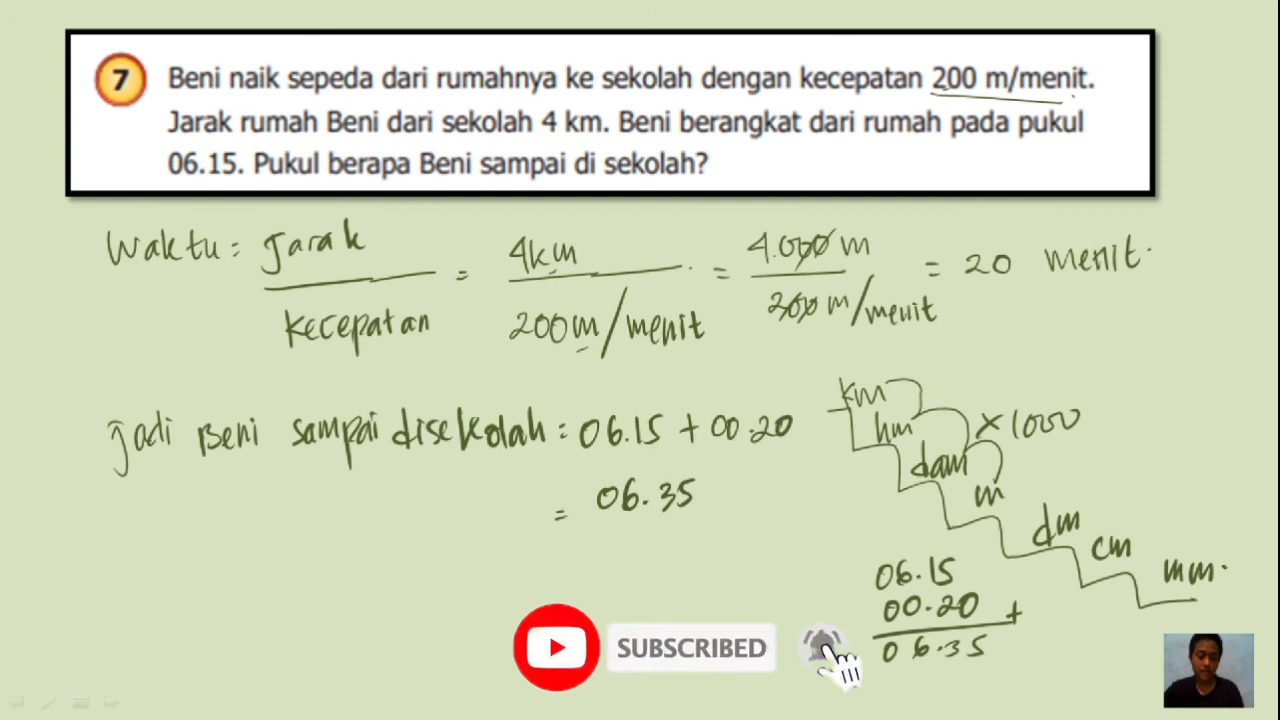 7 Beni naik sepeda dari rumahnya ke sekolah dengan kecepatan 200 m/menit.
Jarak rumah Beni dari sekolah 4 km. Beni berangkat dari rumah pada pukul
06.15. Pukul berapa Beni sampai di sekolah?
Waktu = Jarak / kecepatan = 4km / 200m/menit = 4.000 m / 200 m/menit = 20 menit.
Jadi Beni sampai disekolah = 06.15 + 00.20
= 06.35
km
hm × 1000
dam
m
dm
cm
mm.
06.15
00.20 +
06.35
SUBSCRIBED